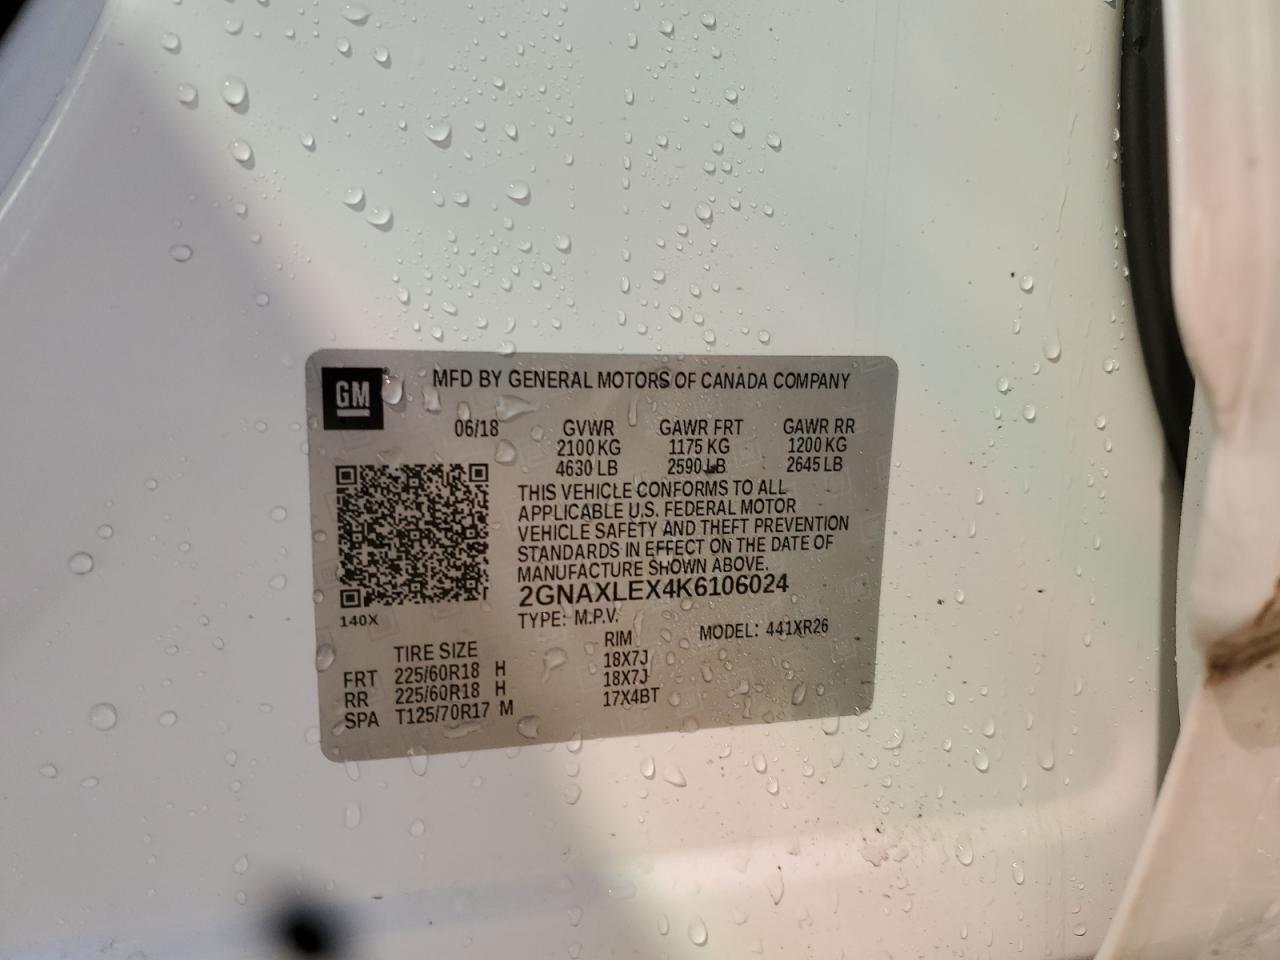 GM
MFD BY GENERAL MOTORS OF CANADA COMPANY
06/18 GVWR GAWR FRT GAWR RR
2100 KG 1175 KG 1200 KG
4630 LB 2590 LB 2645 LB
THIS VEHICLE CONFORMS TO ALL
APPLICABLE U.S. FEDERAL MOTOR
VEHICLE SAFETY AND THEFT PREVENTION
STANDARDS IN EFFECT ON THE DATE OF
MANUFACTURE SHOWN ABOVE.
2GNAXLEX4K6106024
140X
TYPE: M.P.V. MODEL: 441XR26
TIRE SIZE RIM
FRT 225/60R18 H 18X7J
RR 225/60R18 H 18X7J
SPA T125/70R17 M 17X4BT